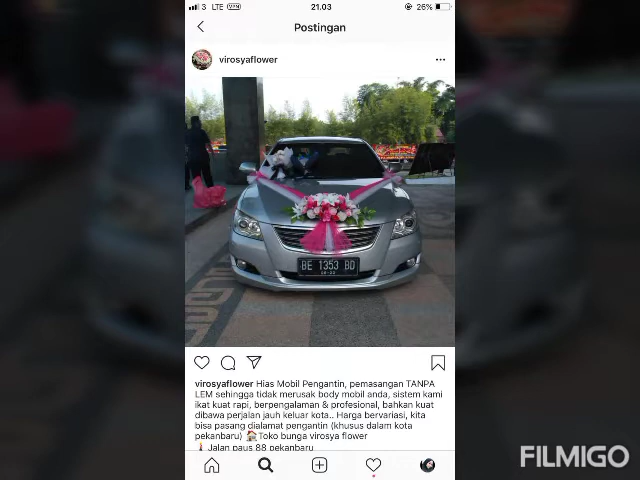 3 LTE VPN 21.03 26%
Postingan
virosyaflower
BE 1353 BD
virosyaflower Hias Mobil Pengantin, pemasangan TANPA
LEM sehingga tidak merusak body mobil anda, sistem kami
ikat kuat rapi, berpengalaman & profesional, bahkan kuat
dibawa perjalan jauh keluar kota.. Harga bervariasi, kita
bisa pasang dialamat pengantin (khusus dalam kota
pekanbaru) 🏠Toko bunga virosya flower
Jalan paus 88 pekanbaru
FILMIGO